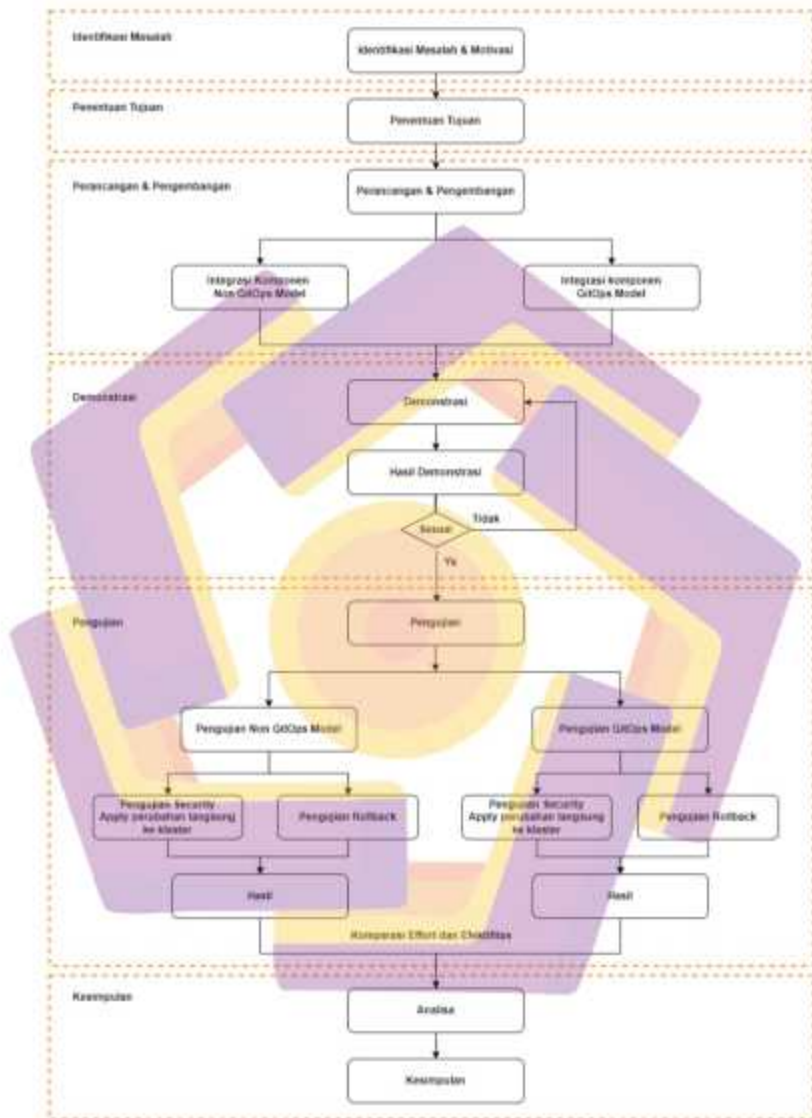 Identifikasi Masalah
Identifikasi Masalah & Motivasi
Penentuan Tujuan
Penentuan Tujuan
Perancangan & Pengembangan
Perancangan & Pengembangan
Integrasi Komponen
Non GitOps Model
Integrasi komponen
GitOps Model
Demonstrasi
Demonstrasi
Hasil Demonstrasi
Sesuai
Tidak
Ya
Pengujian
Pengujian
Pengujian Non GitOps Model
Pengujian GitOps Model
Pengujian Security
Apply perubahan langsung
ke klaster
Pengujian Rollback
Pengujian Security
Apply perubahan langsung
ke klaster
Pengujian Rollback
Hasil
Hasil
Komparasi Effort dan Efektifitas
Kesimpulan
Analisa
Kesimpulan